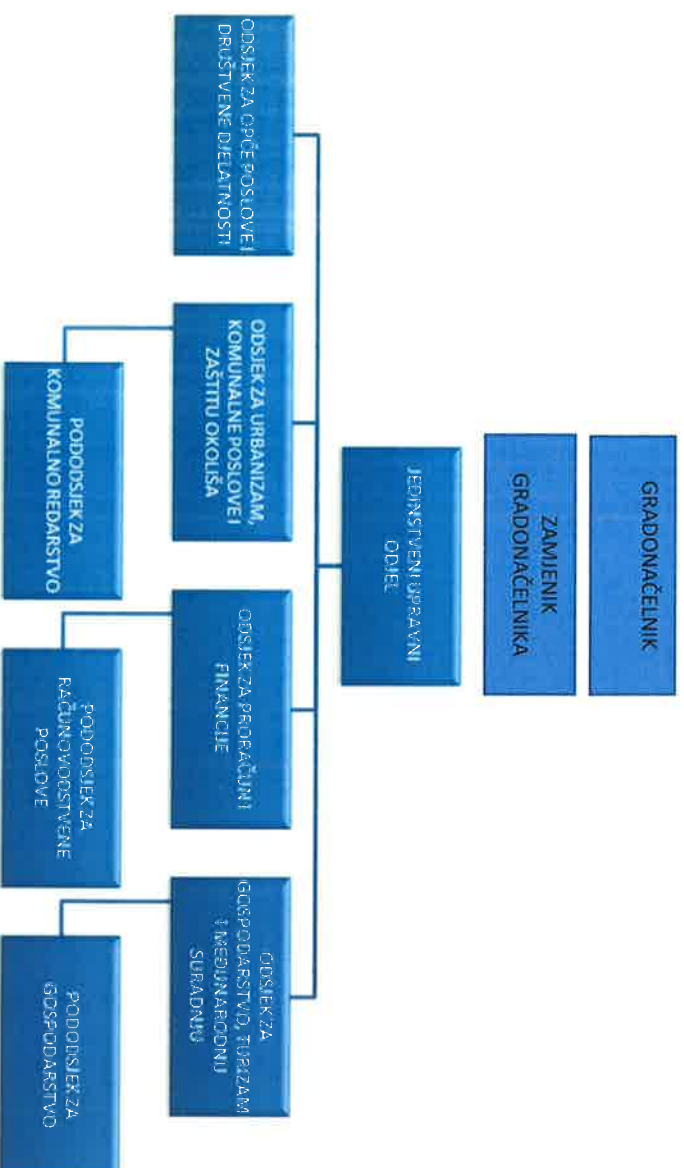 GRADONAČELNIK
ZAMJENIK
GRADONAČELNIKA
JEDINSTVENI UPRAVNI
ODJEL
ODSJEK ZA OPĆE POSLOVE I
DRUŠTVENE DJELATNOSTI
ODSJEK ZA URBANIZAM,
KOMUNALNE POSLOVE I
ZAŠTITU OKOLIŠA
ODSJEK ZA PRORAČUN I
FINANCIJE
ODSJEK ZA
GOSPODARSTVO, TURIZAM
I MEĐUNARODNU
SURADNJU
PODODSJEK ZA
KOMUNALNO REDARSTVO
PODODSJEK ZA
RAČUNOVODSTVENE
POSLOVE
PODODSJEK ZA
GOSPODARSTVO